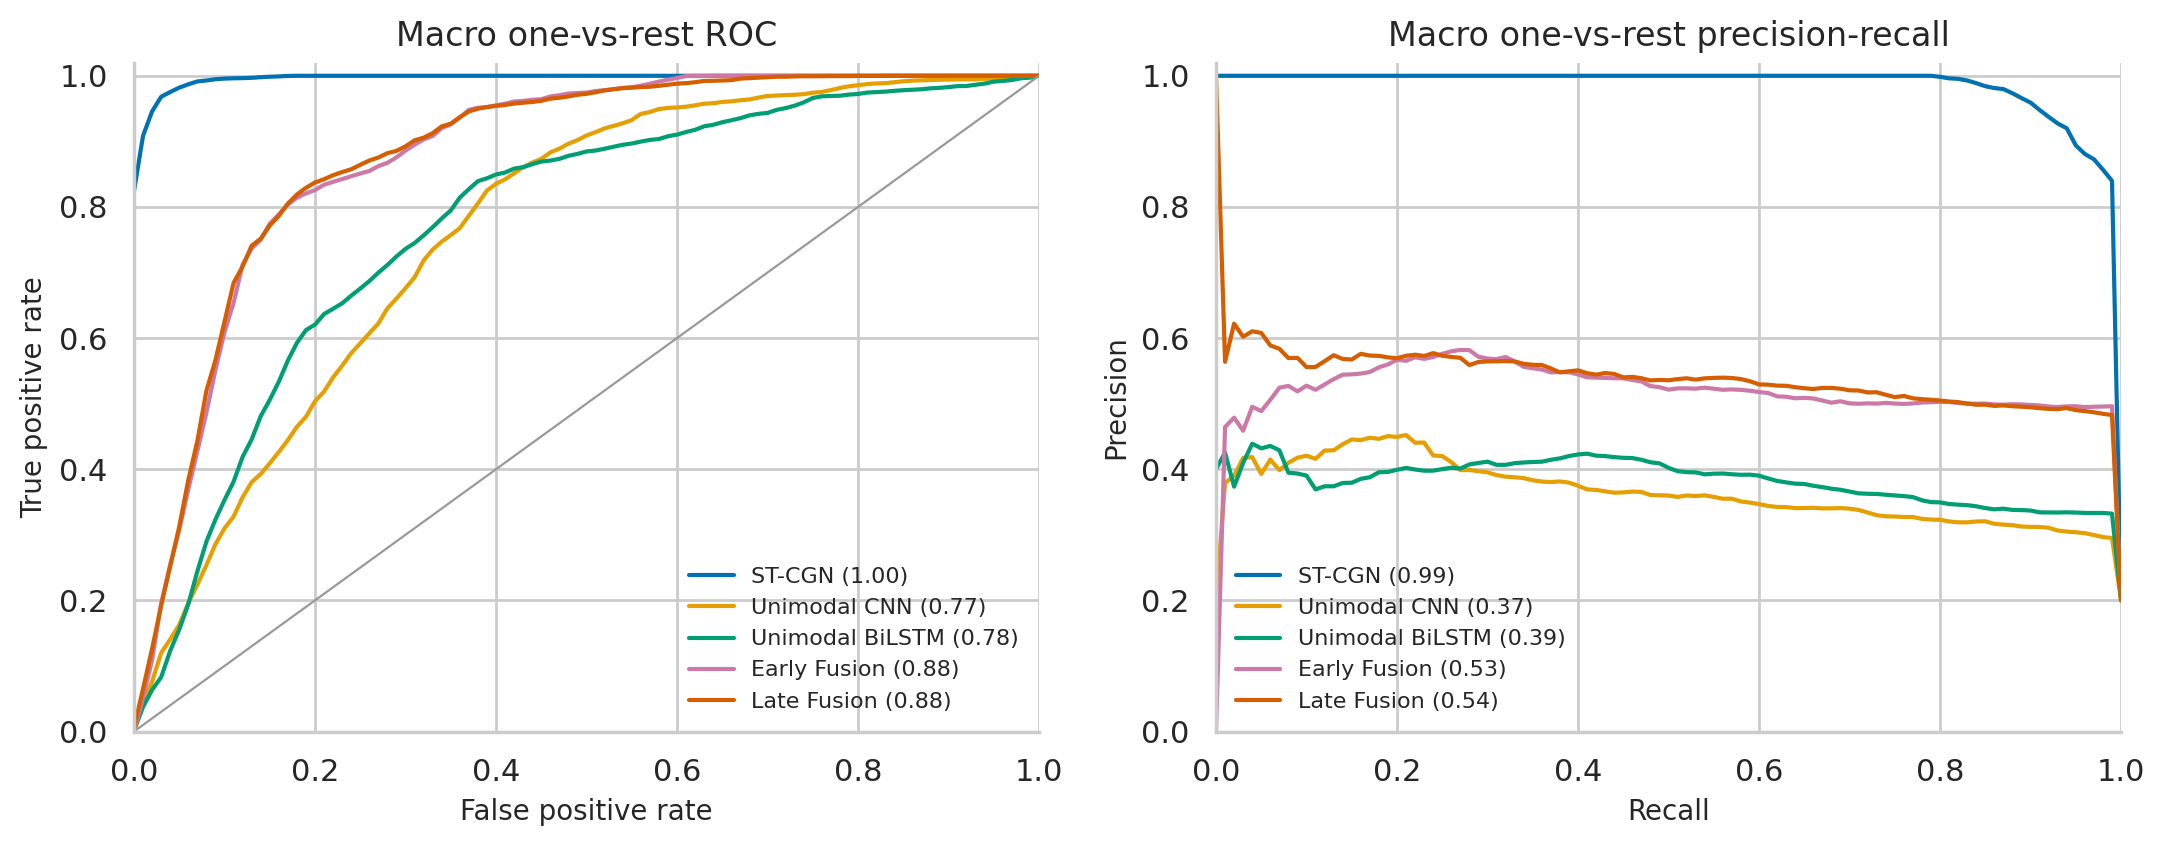 Macro one-vs-rest ROC
1.0
0.8
0.6
0.4
0.2
0.0
True positive rate
0.0 0.2 0.4 0.6 0.8 1.0
False positive rate
ST-CGN (1.00)
Unimodal CNN (0.77)
Unimodal BiLSTM (0.78)
Early Fusion (0.88)
Late Fusion (0.88)
Macro one-vs-rest precision-recall
1.0
0.8
0.6
0.4
0.2
0.0
Precision
0.0 0.2 0.4 0.6 0.8 1.0
Recall
ST-CGN (0.99)
Unimodal CNN (0.37)
Unimodal BiLSTM (0.39)
Early Fusion (0.53)
Late Fusion (0.54)